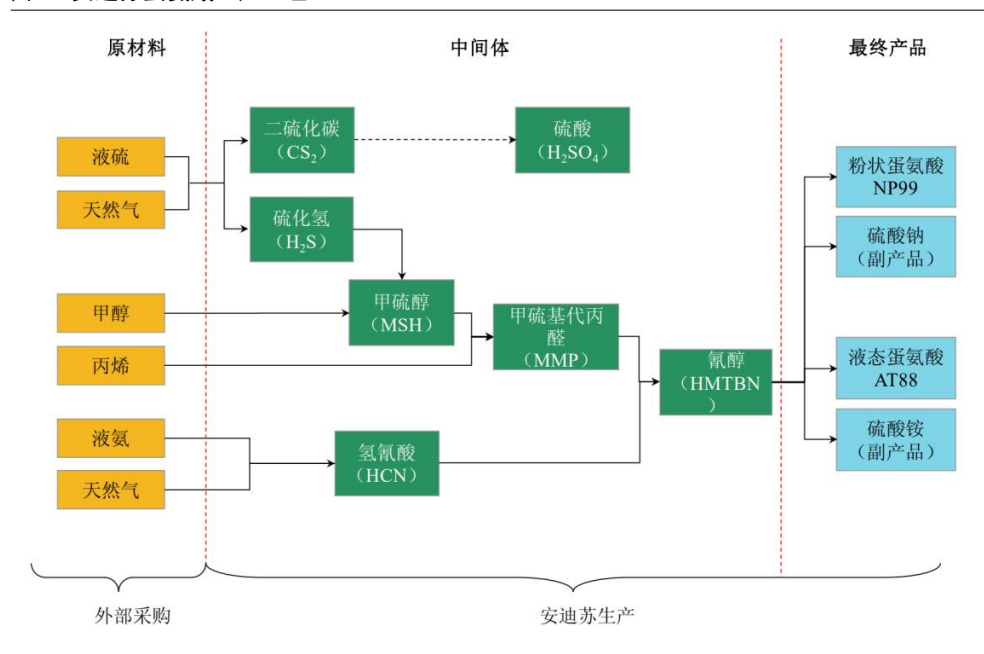 原材料
中间体
最终产品
二硫化碳
（CS₂）
硫酸
（H₂SO₄）
液硫
天然气
粉状蛋氨酸
NP99
硫化氢
（H₂S）
硫酸钠
（副产品）
甲醇
甲硫醇
（MSH）
甲硫基代丙
醛
（MMP）
丙烯
氰醇
（HMTBN
）
液态蛋氨酸
AT88
液氨
天然气
氢氰酸
（HCN）
硫酸铵
（副产品）
外部采购
安迪苏生产